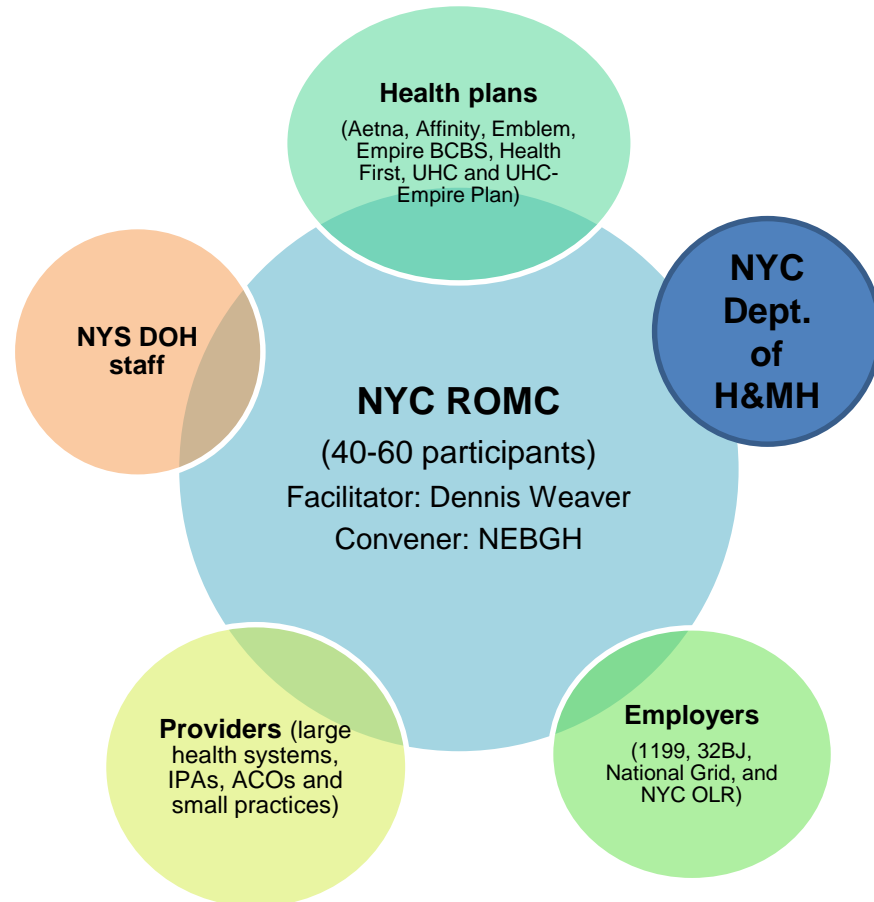 Health plans
(Aetna, Affinity, Emblem,
Empire BCBS, Health
First, UHC and UHC-
Empire Plan)
NYC
Dept.
of
H&MH
NYS DOH
staff
NYC ROMC
(40-60 participants)
Facilitator: Dennis Weaver
Convener: NEBGH
Providers (large
health systems,
IPAs, ACOs and
small practices)
Employers
(1199, 32BJ,
National Grid, and
NYC OLR)